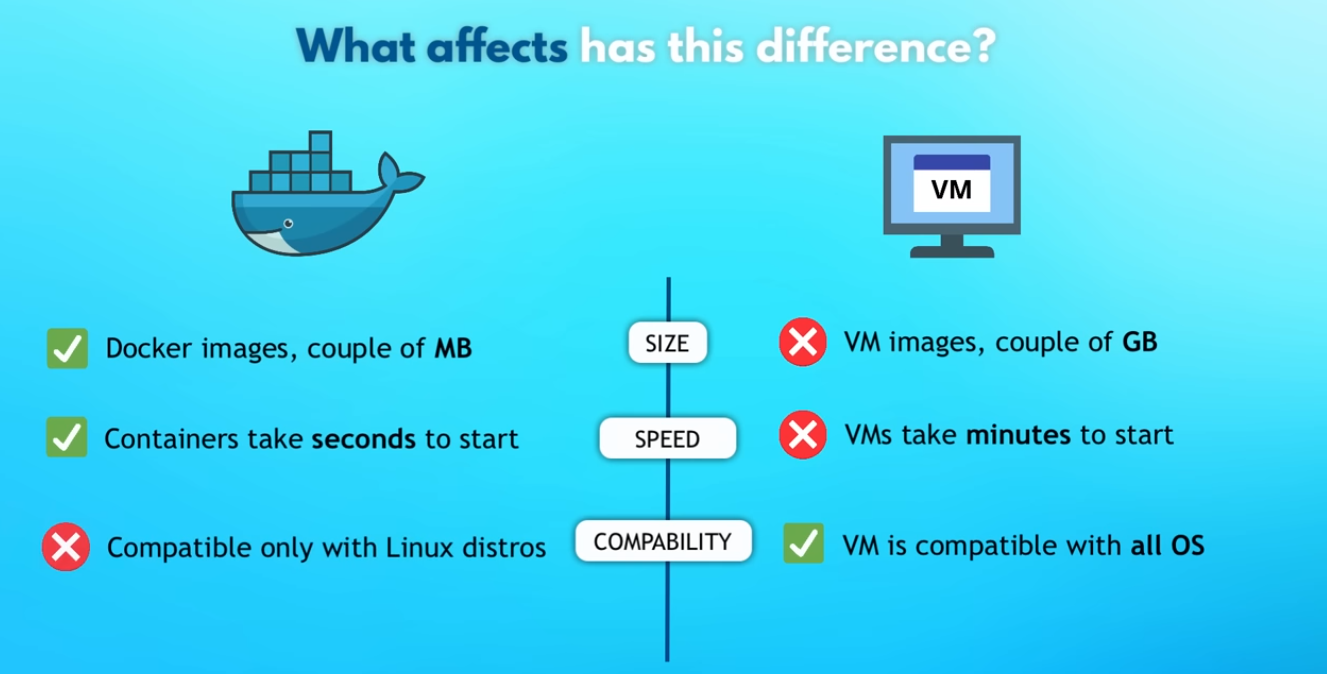 What affects has this difference?
VM
Docker images, couple of MB
SIZE
VM images, couple of GB
Containers take seconds to start
SPEED
VMs take minutes to start
Compatible only with Linux distros
COMPABILITY
VM is compatible with all OS